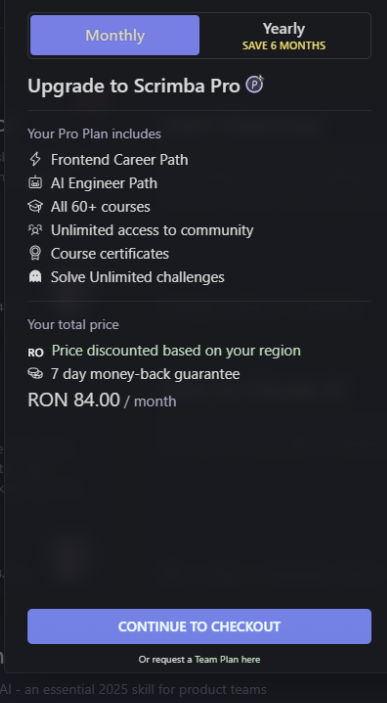 Monthly
Yearly
SAVE 6 MONTHS
Upgrade to Scrimba Pro P
Your Pro Plan includes
Frontend Career Path
AI Engineer Path
All 60+ courses
Unlimited access to community
Course certificates
Solve Unlimited challenges
Your total price
RO Price discounted based on your region
7 day money-back guarantee
RON 84.00 / month
CONTINUE TO CHECKOUT
Or request a Team Plan here
AI - an essential 2025 skill for product teams